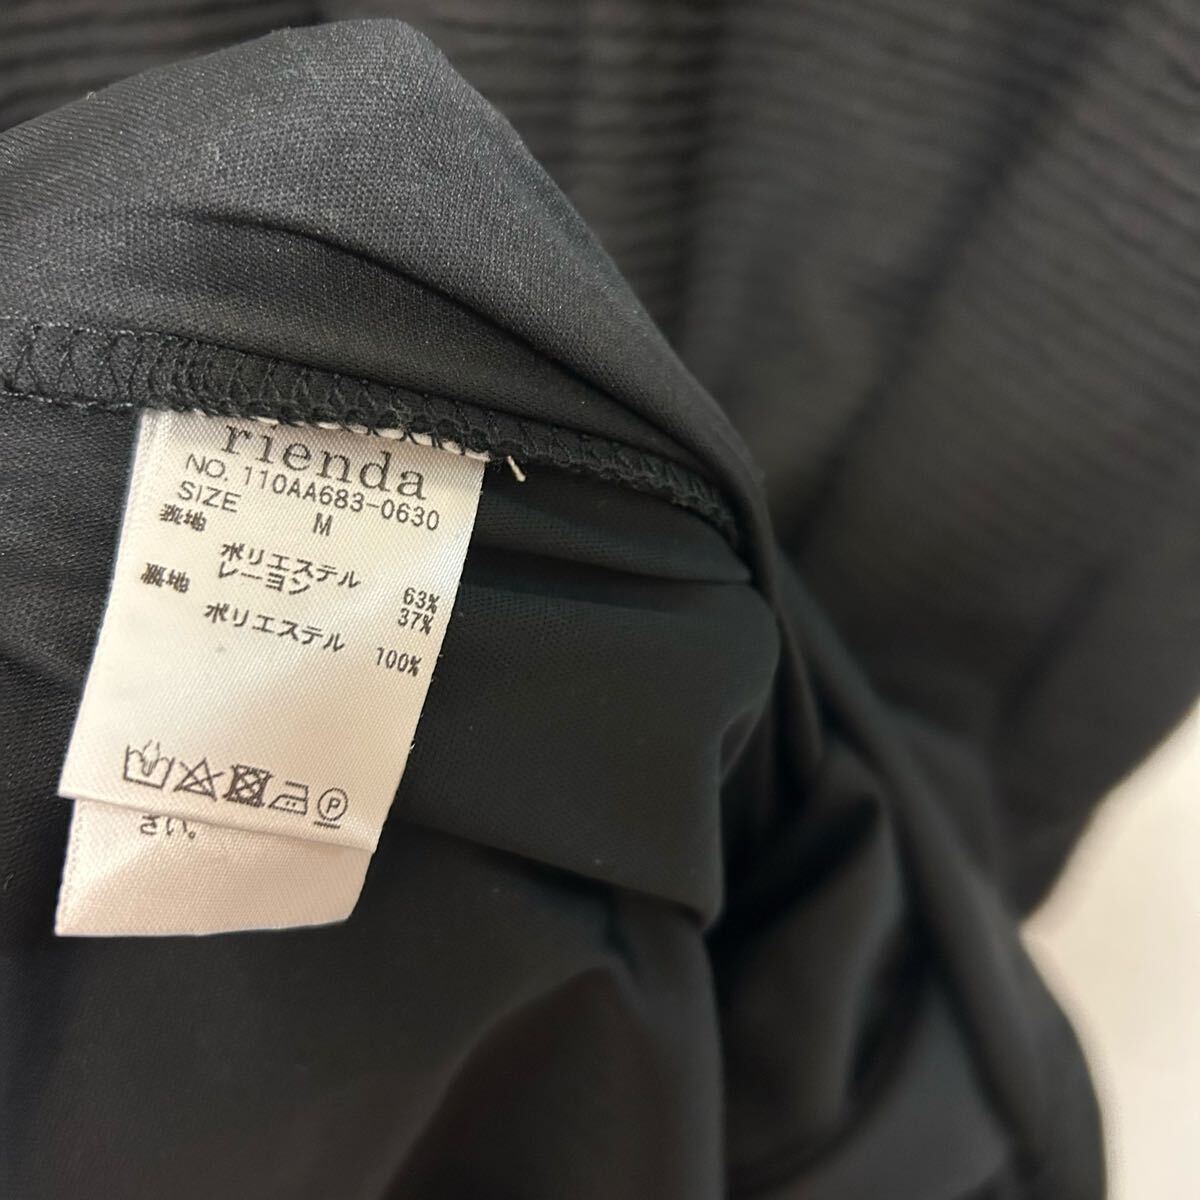 rienda
NO. 110AA683-0630
SIZE M
表地
ポリエステル 63%
レーヨン 37%
裏地
ポリエステル 100%
P
さい。